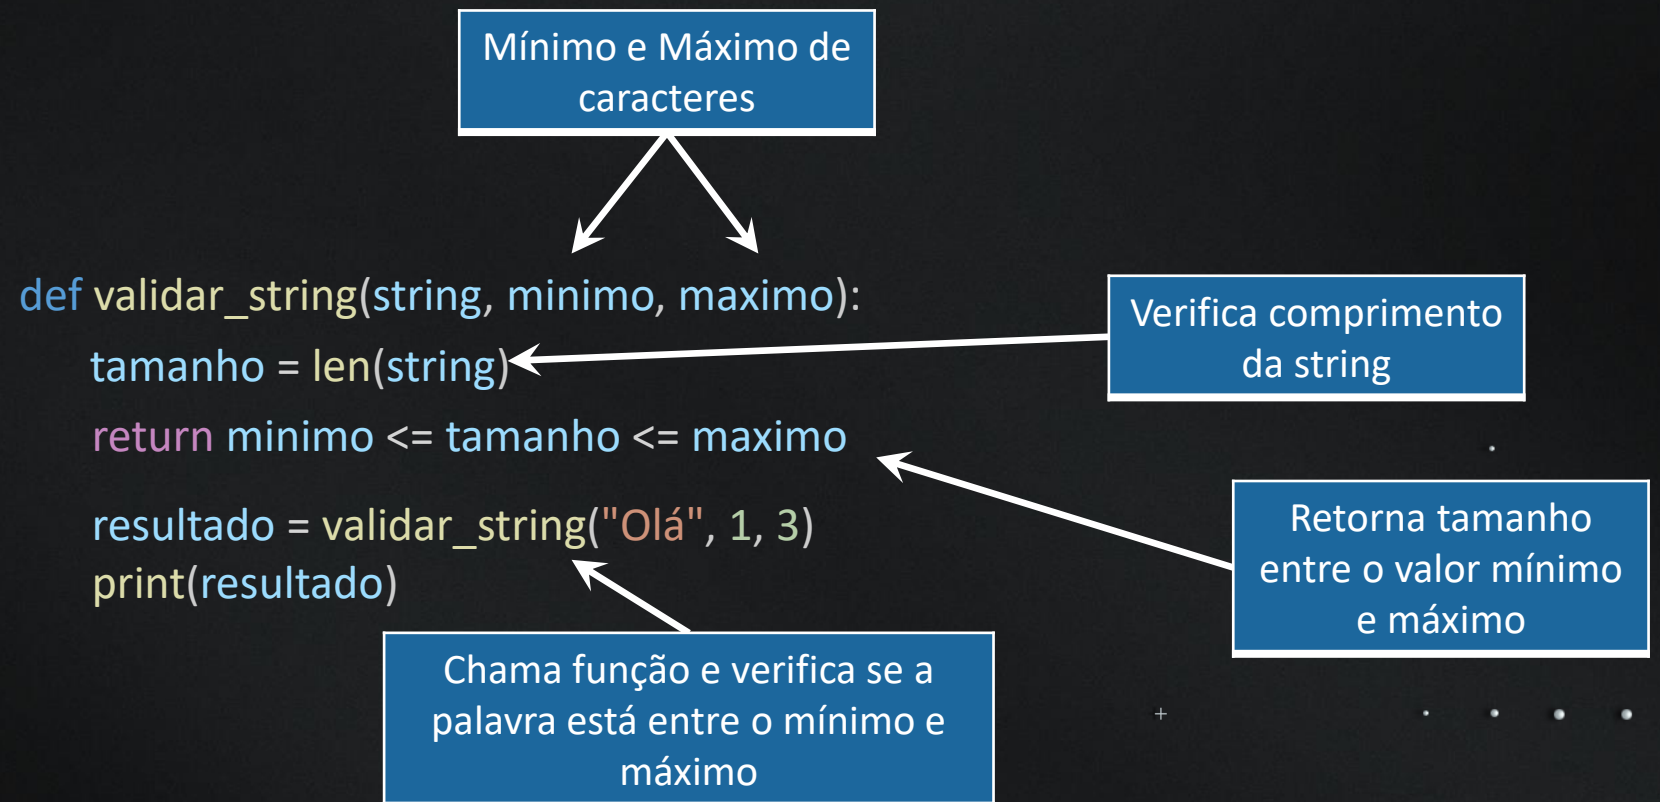 Mínimo e Máximo de
caracteres
def validar_string(string, minimo, maximo):
tamanho = len(string)
return minimo <= tamanho <= maximo
resultado = validar_string("Olá", 1, 3)
print(resultado)
Verifica comprimento
da string
Retorna tamanho
entre o valor mínimo
e máximo
Chama função e verifica se a
palavra está entre o mínimo e
máximo